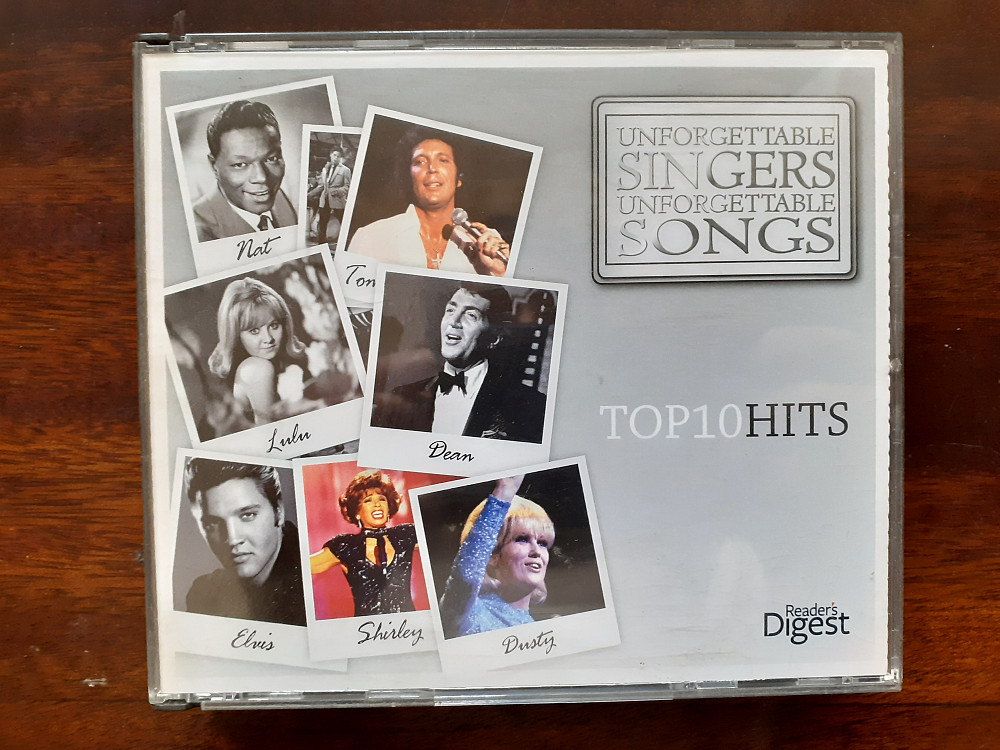 UNFORGETTABLE
SINGERS
UNFORGETTABLE
SONGS
Nat
Tom
Lulu
Dean
TOP10HITS
Elvis
Shirley
Dusty
Reader's
Digest